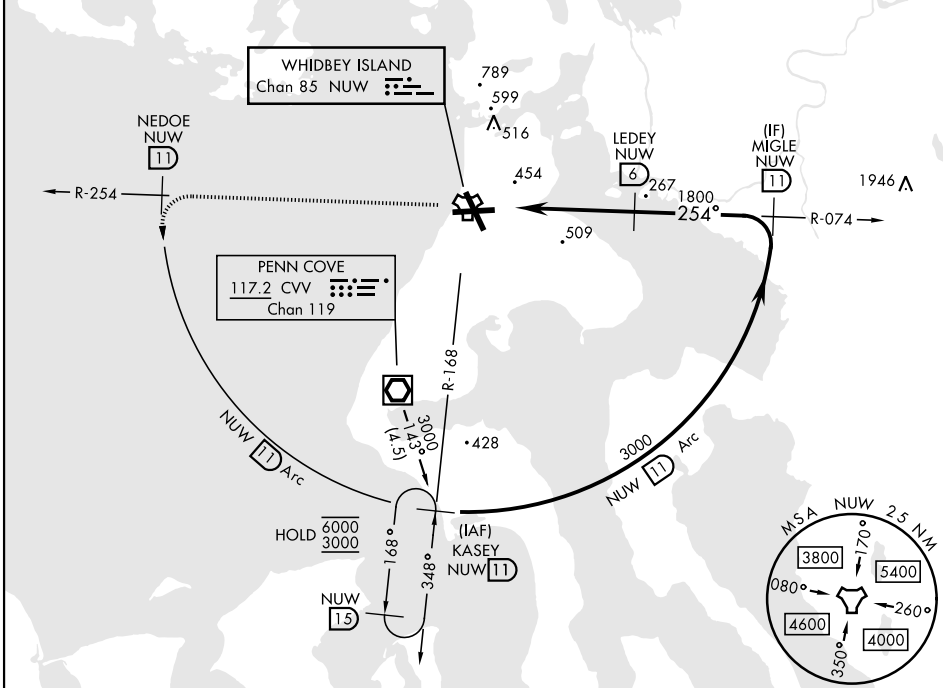 WHIDBEY ISLAND
Chan 85 NUW
789
599
516
454
NEDOE
NUW
11
R-254
LEDEY
NUW
6
267
1800
254°
(IF)
MIGLE
NUW
11
1946
R-074
509
PENN COVE
117.2 CVV
Chan 119
R-168
3000
143°
(4.5)
428
NUW 11 Arc
3000
NUW 11 Arc
HOLD 6000
3000
168°
348°
(IAF)
KASEY
NUW 11
NUW
15
MSA NUW 25 NM
170°
3800
5400
080°
260°
4600
4000
350°